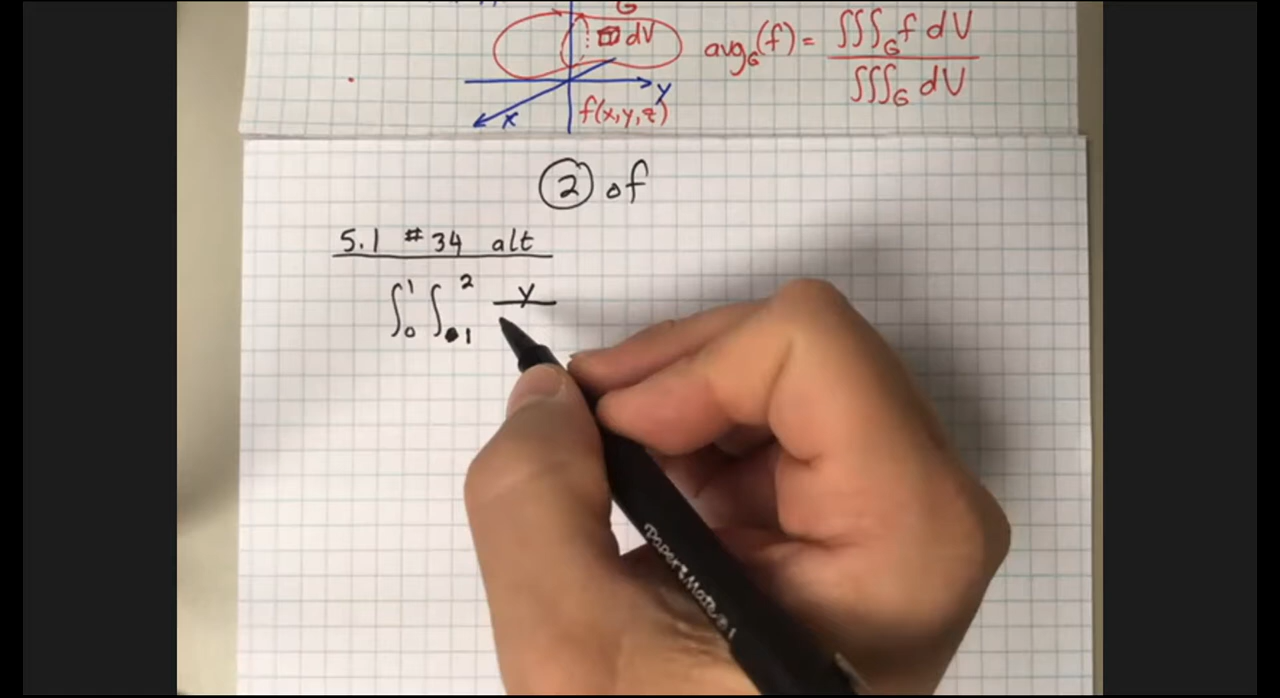 G
dV
avg_G(f) = ∭_G f dV / ∭_G dV
y
x
f(x,y,z)
② of
5.1 # 34 alt
∫₀¹ ∫₁² y
PaperMate